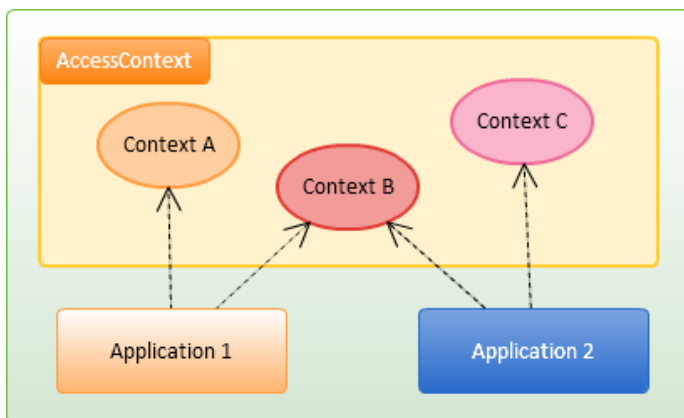 AccessContext
Context A
Context B
Context C
Application 1
Application 2